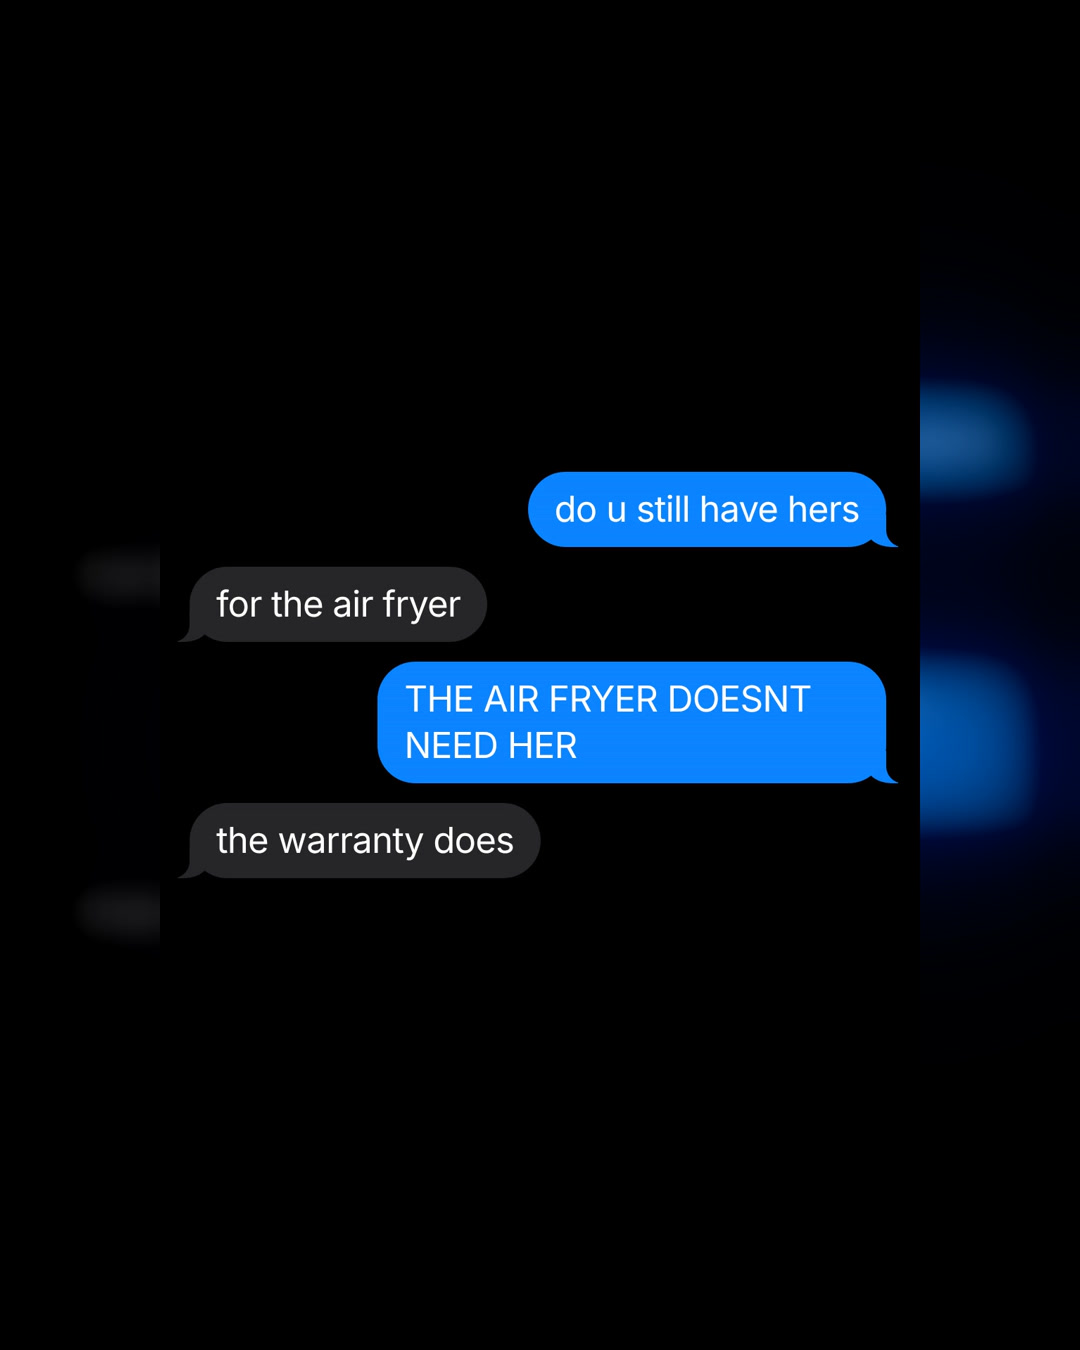 do u still have hers
for the air fryer
THE AIR FRYER DOESNT
NEED HER
the warranty does